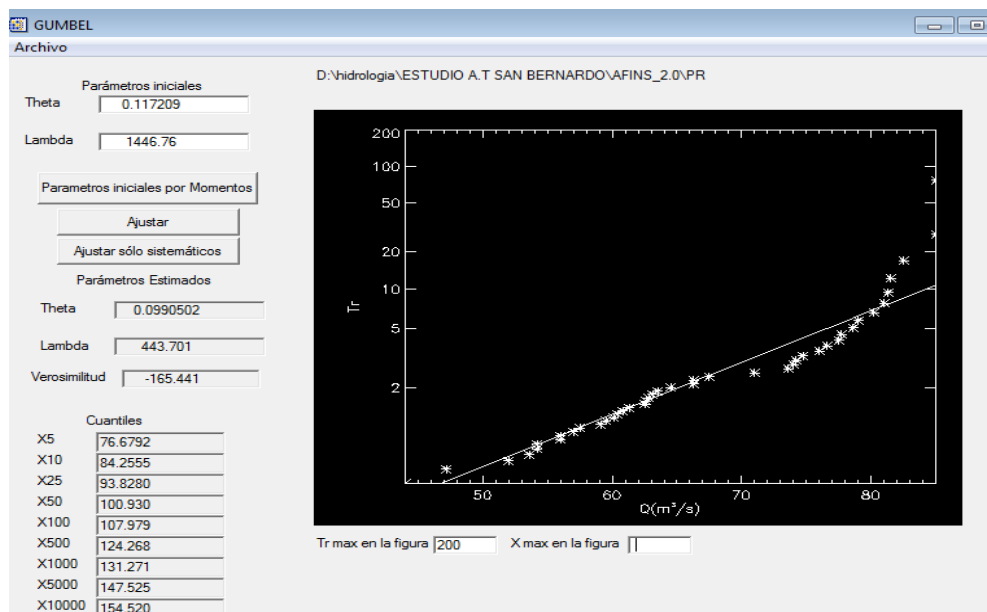 GUMBEL
Archivo
D:\hidrologia\ESTUDIO A.T SAN BERNARDO\AFINS_2.0\PR
Parámetros iniciales
Theta 0.117209
Lambda 1446.76
Parametros iniciales por Momentos
Ajustar
Ajustar sólo sistemáticos
Parámetros Estimados
Theta 0.0990502
Lambda 443.701
Verosimilitud -165.441
Cuantiles
X5 76.6792
X10 84.2555
X25 93.8280
X50 100.930
X100 107.979
X500 124.268
X1000 131.271
X5000 147.525
X10000 154.520
200
100
50
20
10
5
2
Tr
50 60 70 80
Q(m³/s)
Tr max en la figura 200 X max en la figura